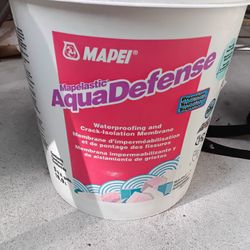 MAPEI®
Mapelastic™
AquaDefense
Waterproofing and
Crack-Isolation Membrane
Membrane d'imperméabilisation
et de pontage des fissures
Membrana impermeabilizante y
de aislamiento de grietas